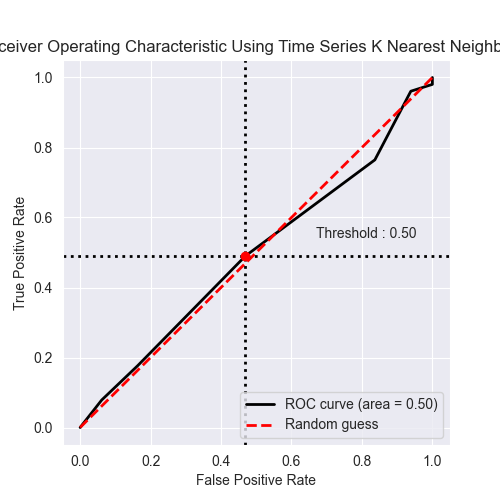 ceiver Operating Characteristic Using Time Series K Nearest Neighb
1.0
0.8
0.6
0.4
0.2
0.0
True Positive Rate
Threshold : 0.50
ROC curve (area = 0.50)
Random guess
0.0 0.2 0.4 0.6 0.8 1.0
False Positive Rate